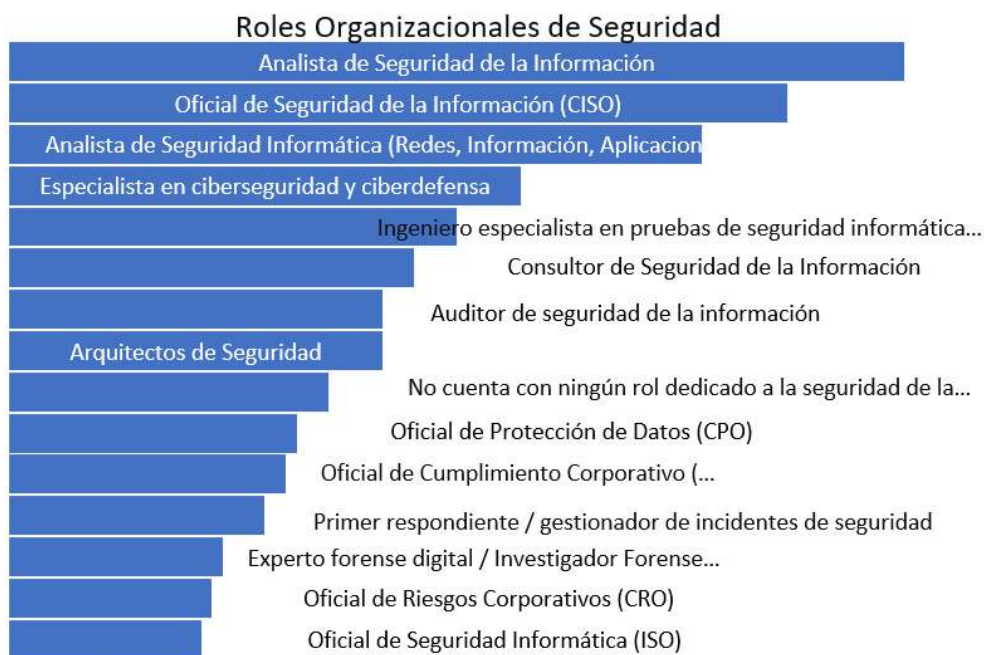 Roles Organizacionales de Seguridad
Analista de Seguridad de la Información
Oficial de Seguridad de la Información (CISO)
Analista de Seguridad Informática (Redes, Información, Aplicacion
Especialista en ciberseguridad y ciberdefensa
Ingeniero especialista en pruebas de seguridad informática...
Consultor de Seguridad de la Información
Auditor de seguridad de la información
Arquitectos de Seguridad
No cuenta con ningún rol dedicado a la seguridad de la...
Oficial de Protección de Datos (CPO)
Oficial de Cumplimiento Corporativo (...
Primer respondiente / gestionador de incidentes de seguridad
Experto forense digital / Investigador Forense...
Oficial de Riesgos Corporativos (CRO)
Oficial de Seguridad Informática (ISO)